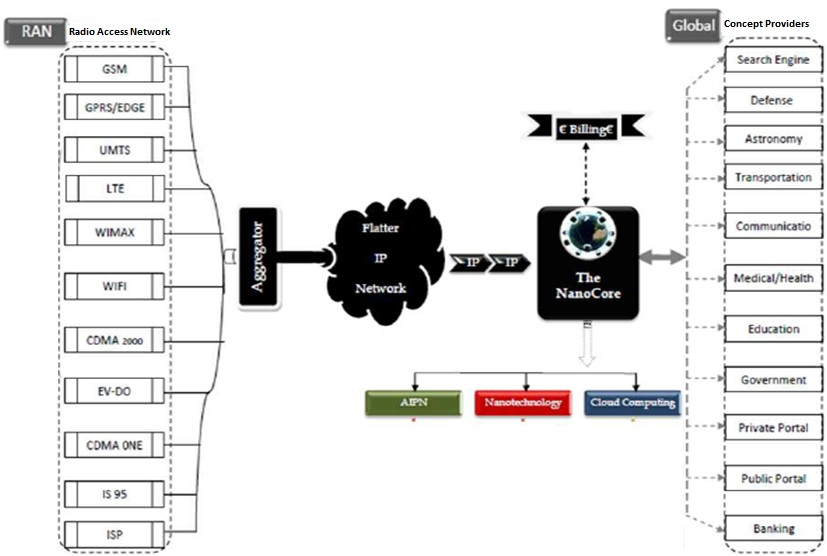 RAN
Radio Access Network
GSM
GPRS/EDGE
UMTS
LTE
WIMAX
WIFI
CDMA 2000
EV-DO
CDMA 0NE
IS 95
ISP
Aggregator
Flatter
IP
Network
IP
IP
€ Billing€
The
NanoCore
AIPN
Nanotechnology
Cloud Computing
Global
Concept Providers
Search Engine
Defense
Astronomy
Transportation
Communicatio
Medical/Health
Education
Government
Private Portal
Public Portal
Banking